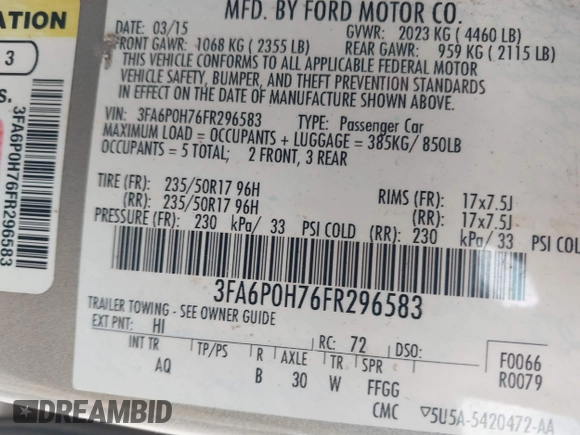 MFD. BY FORD MOTOR CO.
DATE: 03/15 GVWR: 2023 KG ( 4460 LB)
FRONT GAWR: 1068 KG ( 2355 LB) REAR GAWR: 959 KG ( 2115 LB)
THIS VEHICLE CONFORMS TO ALL APPLICABLE FEDERAL MOTOR
VEHICLE SAFETY, BUMPER, AND THEFT PREVENTION STANDARDS
IN EFFECT ON THE DATE OF MANUFACTURE SHOWN ABOVE.
VIN: 3FA6P0H76FR296583 TYPE: Passenger Car
MAXIMUM LOAD = OCCUPANTS + LUGGAGE = 385KG/ 850LB
OCCUPANTS = 5 TOTAL; 2 FRONT, 3 REAR
TIRE (FR): 235/50R17 96H RIMS (FR): 17x7.5J
(RR): 235/50R17 96H (RR): 17x7.5J
PRESSURE (FR): 230 kPa/ 33 PSI COLD (RR): 230 kPa/ 33 PSI COL
3FA6P0H76FR296583
TRAILER TOWING - SEE OWNER GUIDE
EXT PNT: HI RC: 72 DSO:
INT TR TP/PS R AXLE TR SPR F0066
AQ B 30 W FFGG R0079
CMC ▽5U5A-5420472-AA
3
3FA6P0H76FR296583
DREAMBID